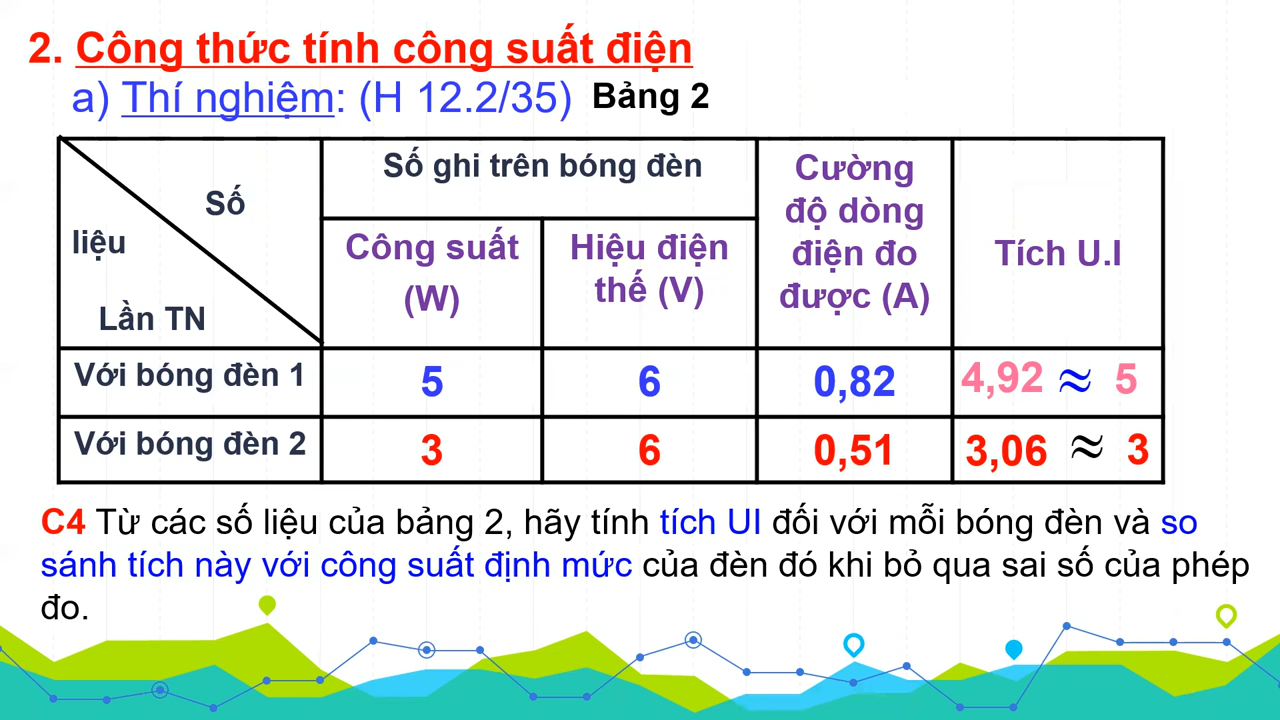 2. Công thức tính công suất điện
a) Thí nghiệm: (H 12.2/35) Bảng 2
Số
liệu
Lần TN
Số ghi trên bóng đèn
Công suất
(W)
Hiệu điện
thế (V)
Cường
độ dòng
điện đo
được (A)
Tích U.I
Với bóng đèn 1 5 6 0,82 4,92 ≈ 5
Với bóng đèn 2 3 6 0,51 3,06 ≈ 3
C4 Từ các số liệu của bảng 2, hãy tính tích UI đối với mỗi bóng đèn và so
sánh tích này với công suất định mức của đèn đó khi bỏ qua sai số của phép
đo.